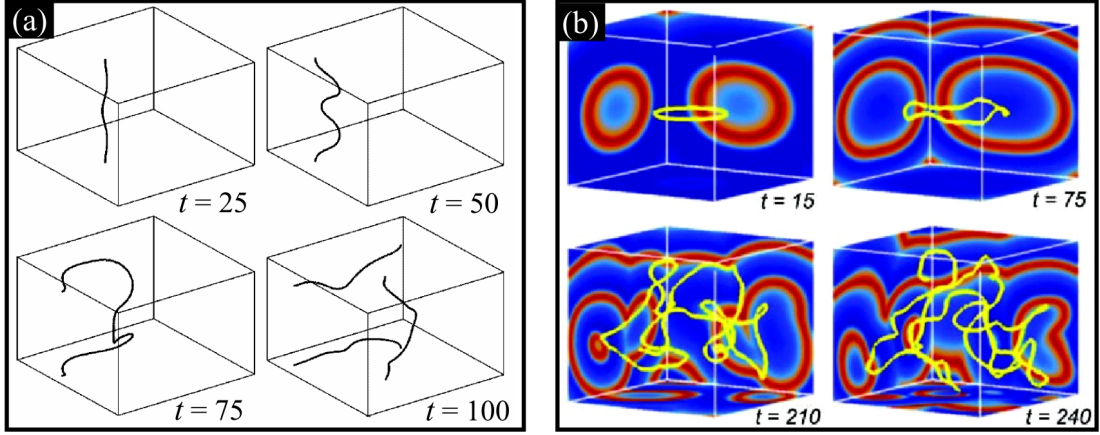 (a)
t = 25
t = 50
t = 75
t = 100
(b)
t = 15
t = 75
t = 210
t = 240